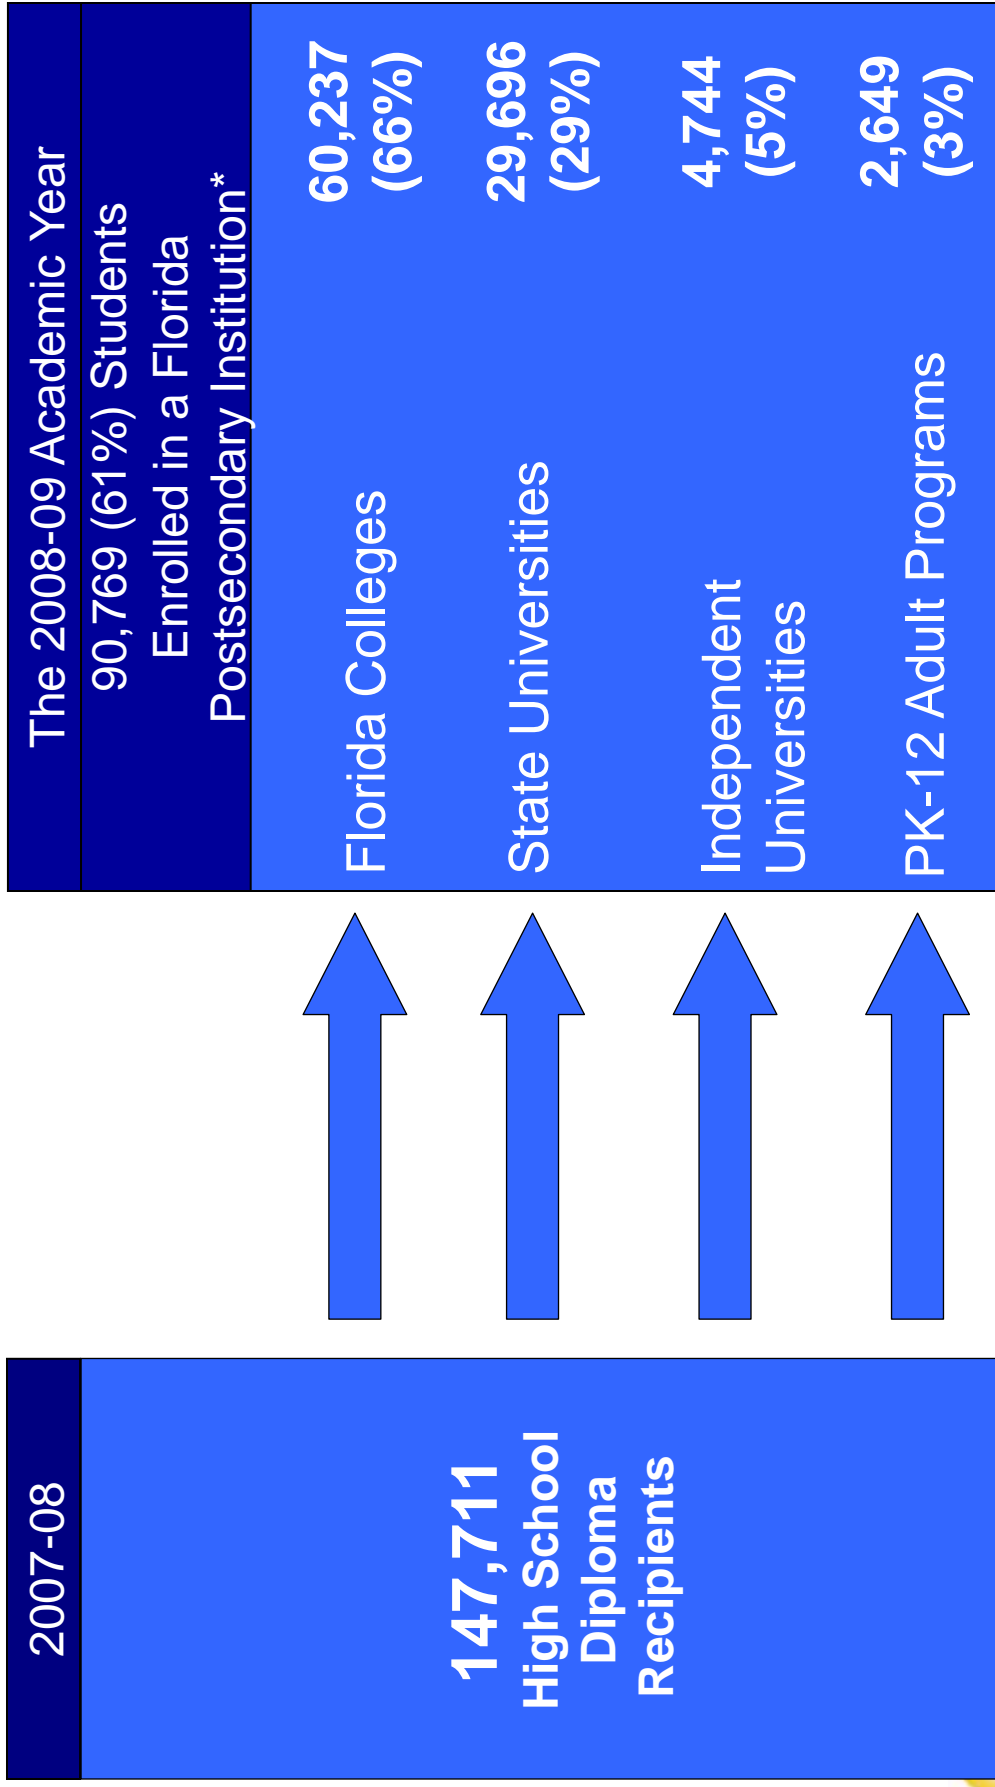 2007-08
147,711
High School
Diploma
Recipients
The 2008-09 Academic Year
90,769 (61%) Students
Enrolled in a Florida
Postsecondary Institution*
Florida Colleges
60,237
(66%)
State Universities
29,696
(29%)
Independent
Universities
4,744
(5%)
PK-12 Adult Programs
2,649
(3%)